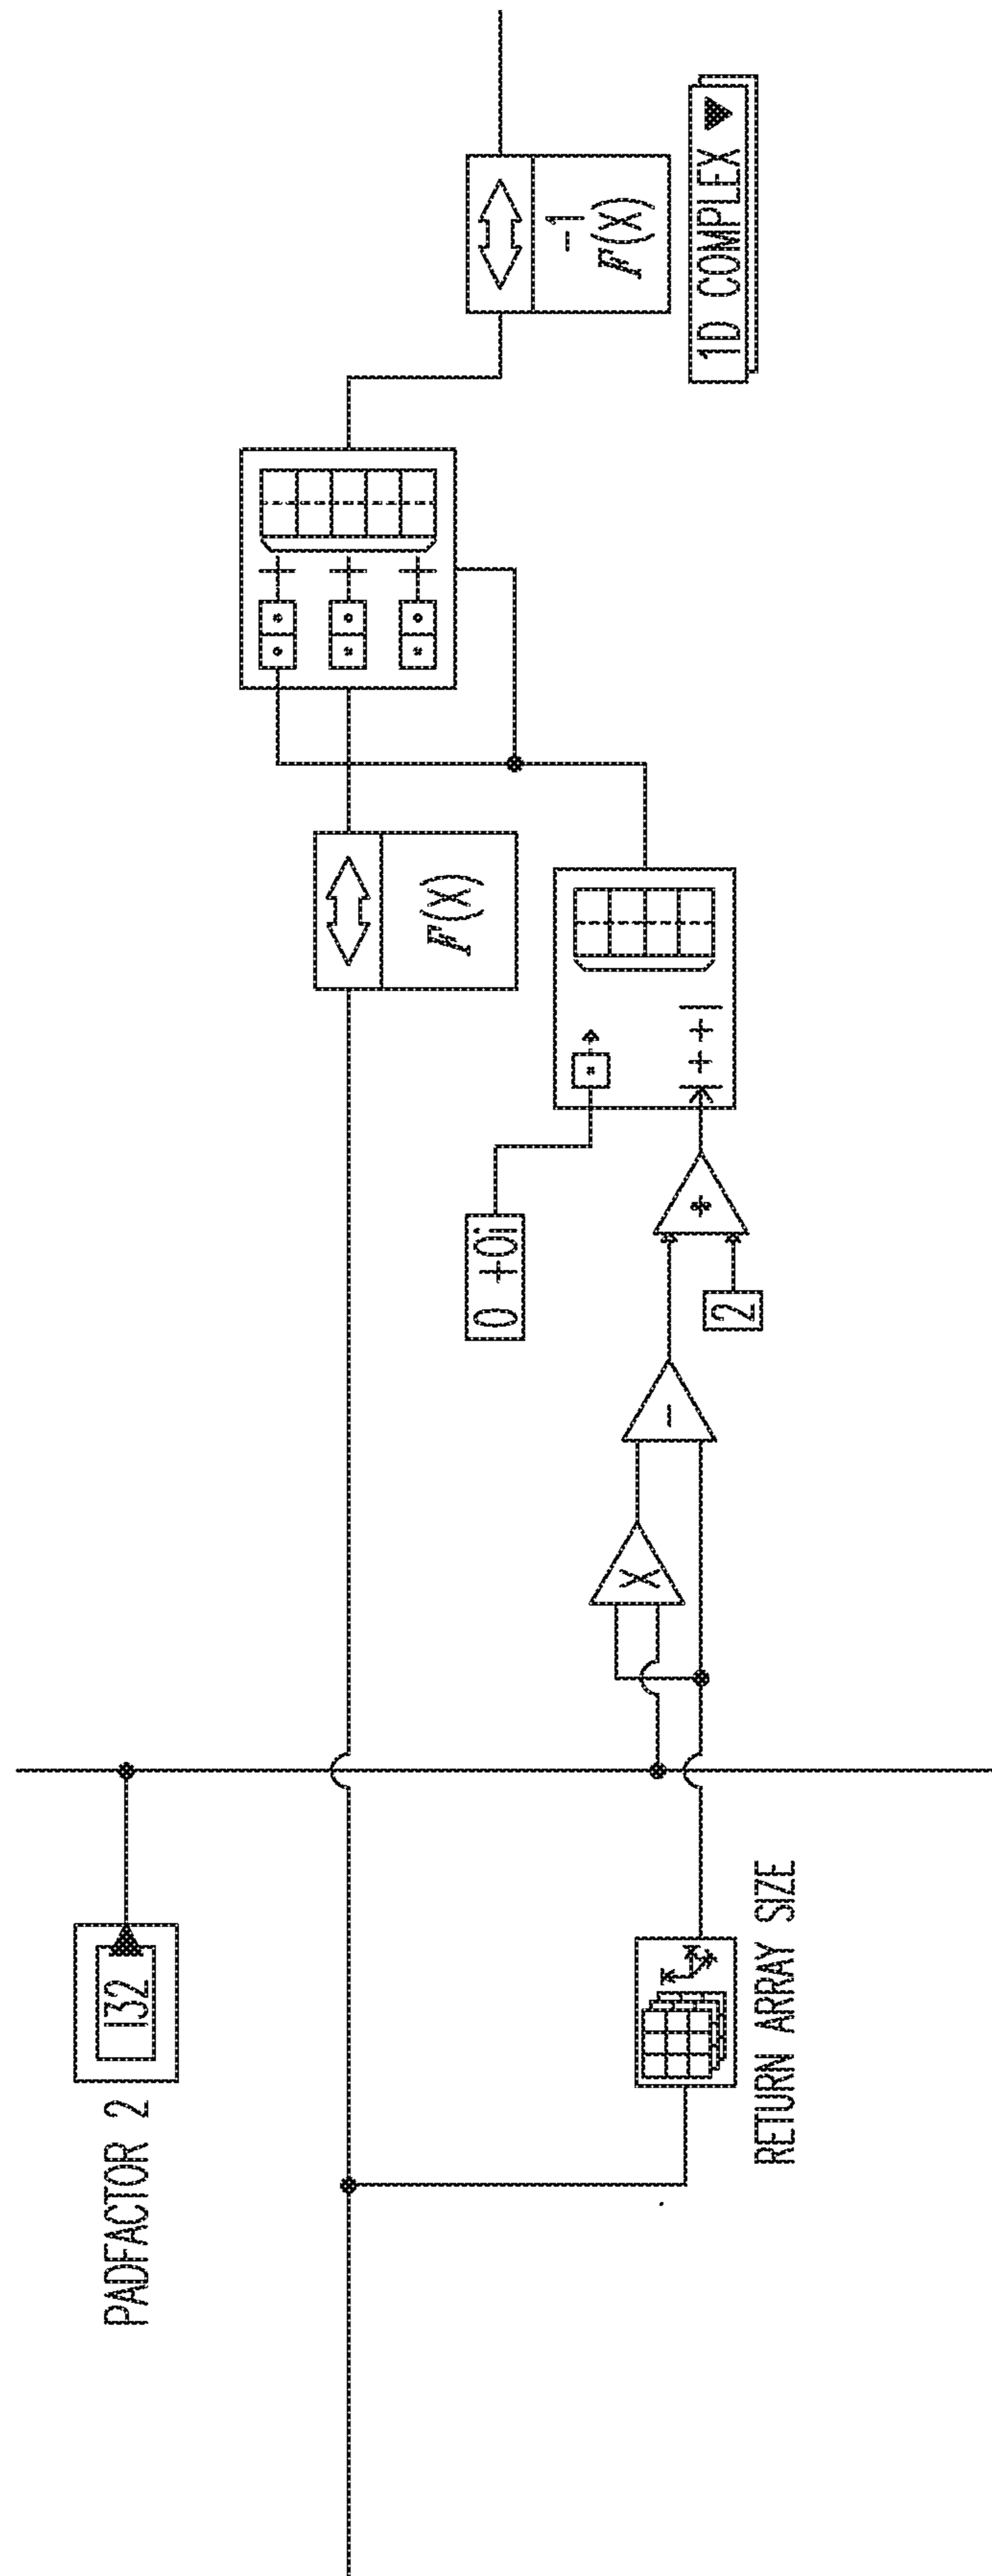 PADFACTOR 2
I32
RETURN ARRAY SIZE
X
−
2
÷
0 +0i
++
F(X)
-1
F(X)
1D COMPLEX